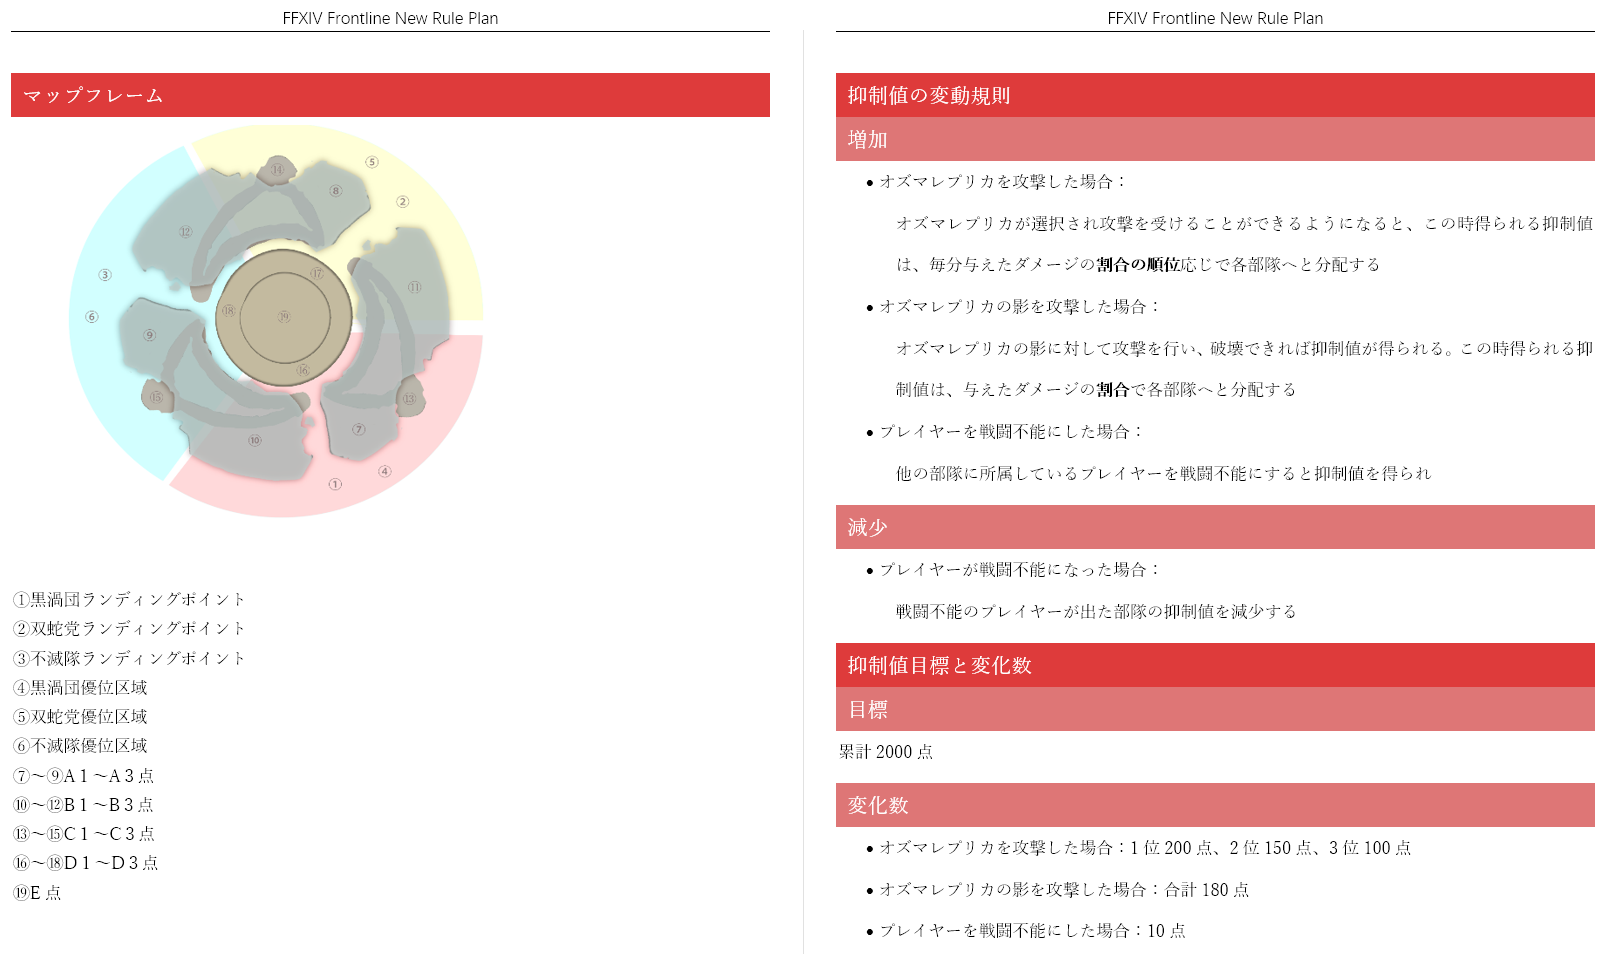 FFXIV Frontline New Rule Plan
マップフレーム
⑭
⑤
⑧
②
⑫
③
⑰
⑪
⑥
⑱
⑲
⑨
⑯
⑮
⑬
⑩
⑦
④
①
①黒渦団ランディングポイント
②双蛇党ランディングポイント
③不滅隊ランディングポイント
④黒渦団優位区域
⑤双蛇党優位区域
⑥不滅隊優位区域
⑦～⑨A１～A３点
⑩～⑫B１～B３点
⑬～⑮C１～C３点
⑯～⑱D１～D３点
⑲E 点
FFXIV Frontline New Rule Plan
抑制値の変動規則
増加
● オズマレプリカを攻撃した場合：
オズマレプリカが選択され攻撃を受けることができるようになると、この時得られる抑制値
は、毎分与えたダメージの割合の順位応じで各部隊へと分配する
● オズマレプリカの影を攻撃した場合：
オズマレプリカの影に対して攻撃を行い、破壊できれば抑制値が得られる。この時得られる抑
制値は、与えたダメージの割合で各部隊へと分配する
● プレイヤーを戦闘不能にした場合：
他の部隊に所属しているプレイヤーを戦闘不能にすると抑制値を得られ
減少
● プレイヤーが戦闘不能になった場合：
戦闘不能のプレイヤーが出た部隊の抑制値を減少する
抑制値目標と変化数
目標
累計 2000 点
変化数
● オズマレプリカを攻撃した場合：1 位 200 点、2 位 150 点、3 位 100 点
● オズマレプリカの影を攻撃した場合：合計 180 点
● プレイヤーを戦闘不能にした場合：10 点